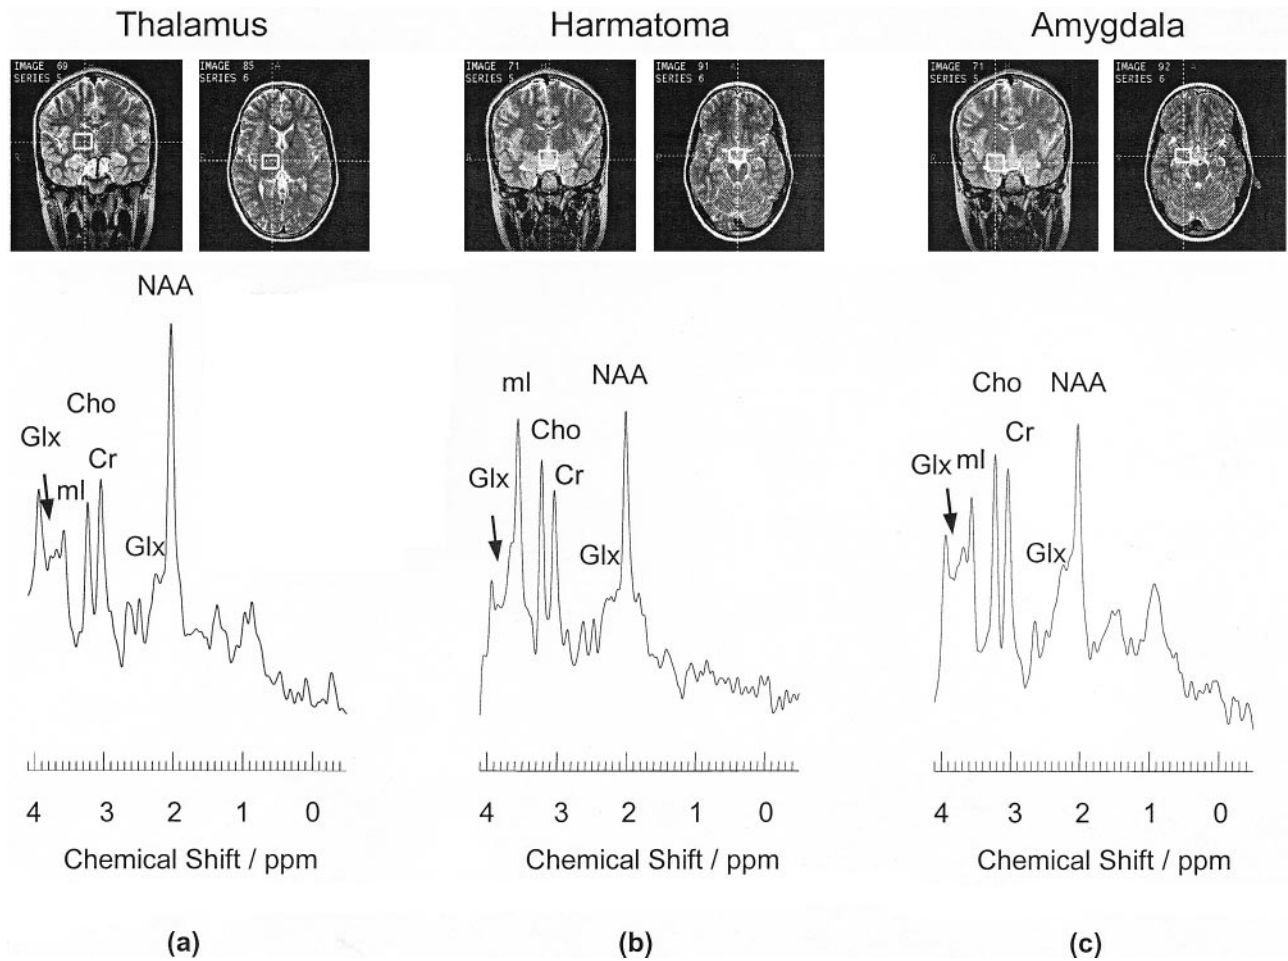 Thalamus
Harmatoma
Amygdala
IMAGE 69
SERIES 5
IMAGE 85
SERIES 6
IMAGE 71
SERIES 5
IMAGE 91
SERIES 6
IMAGE 71
SERIES 5
IMAGE 92
SERIES 6
NAA
Cho
Glx
Cr
mI
Glx
4 3 2 1 0
Chemical Shift / ppm
(a)
mI
NAA
Cho
Glx
Cr
Glx
4 3 2 1 0
Chemical Shift / ppm
(b)
Cho
NAA
Cr
Glx
mI
Glx
4 3 2 1 0
Chemical Shift / ppm
(c)